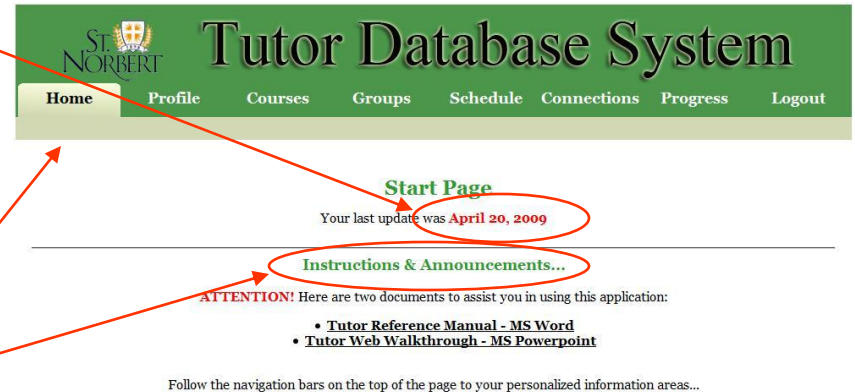 ST.
NORBERT
Tutor Database System
Home Profile Courses Groups Schedule Connections Progress Logout
Start Page
Your last update was April 20, 2009
Instructions & Announcements...
ATTENTION! Here are two documents to assist you in using this application:
• Tutor Reference Manual - MS Word
• Tutor Web Walkthrough - MS Powerpoint
Follow the navigation bars on the top of the page to your personalized information areas...